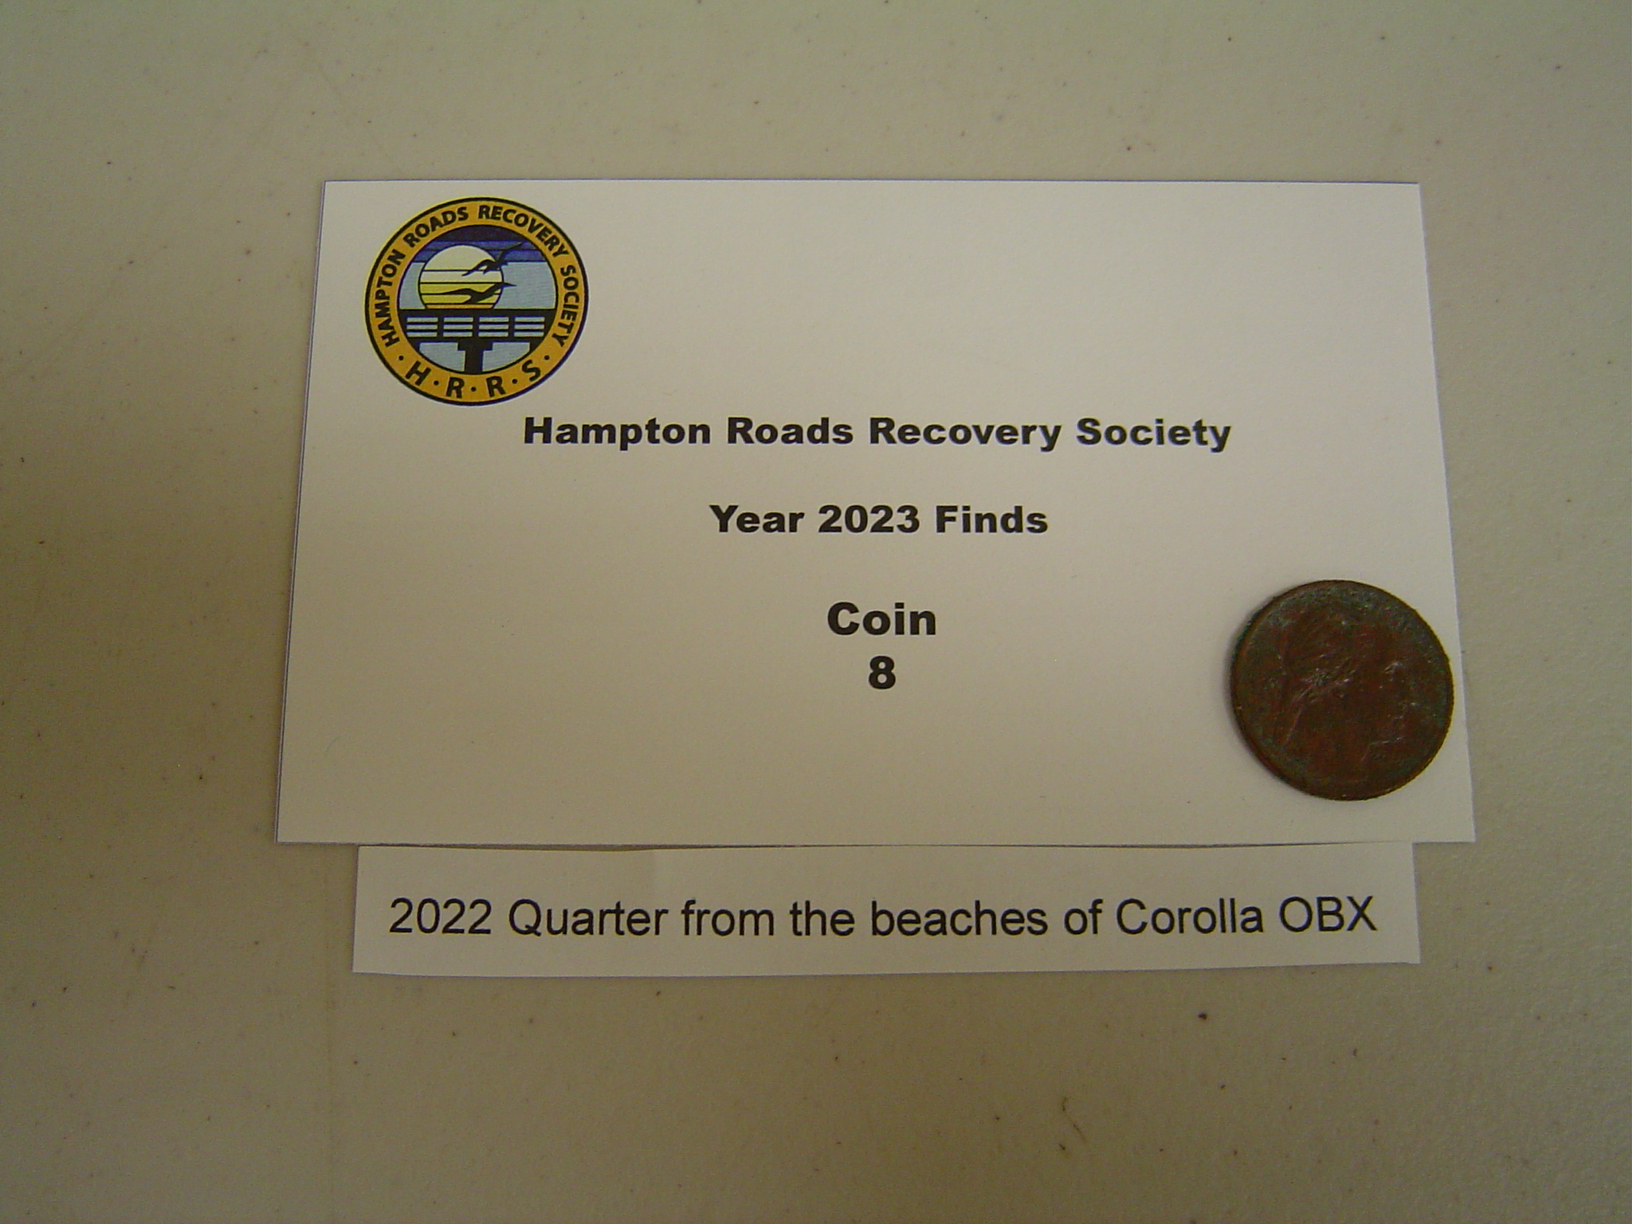 HAMPTON ROADS RECOVERY SOCIETY
· H · R · R · S ·
Hampton Roads Recovery Society
Year 2023 Finds
Coin
8
2022 Quarter from the beaches of Corolla OBX